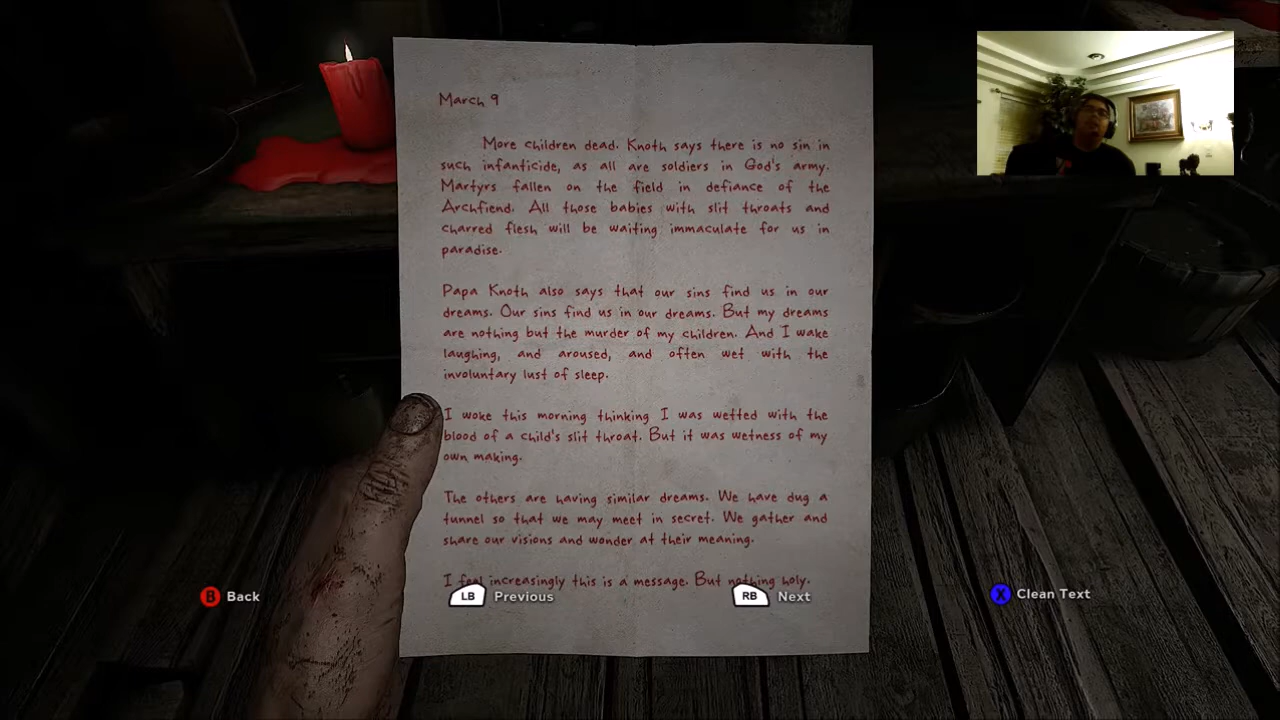 March 9
More children dead. Knoth says there is no sin in
such infanticide, as all are soldiers in God's army.
Martyrs fallen on the field in defiance of the
Archfiend. All those babies with slit throats and
charred flesh will be waiting immaculate for us in
paradise.
Papa Knoth also says that our sins find us in our
dreams. Our sins find us in our dreams. But my dreams
are nothing but the murder of my children. And I wake
laughing, and aroused, and often wet with the
involuntary lust of sleep.
I woke this morning thinking I was wetted with the
blood of a child's slit throat. But it was wetness of my
own making.
The others are having similar dreams. We have dug a
tunnel so that we may meet in secret. We gather and
share our visions and wonder at their meaning.
I feel increasingly this is a message. But nothing holy.
B Back
LB Previous
RB Next
X Clean Text